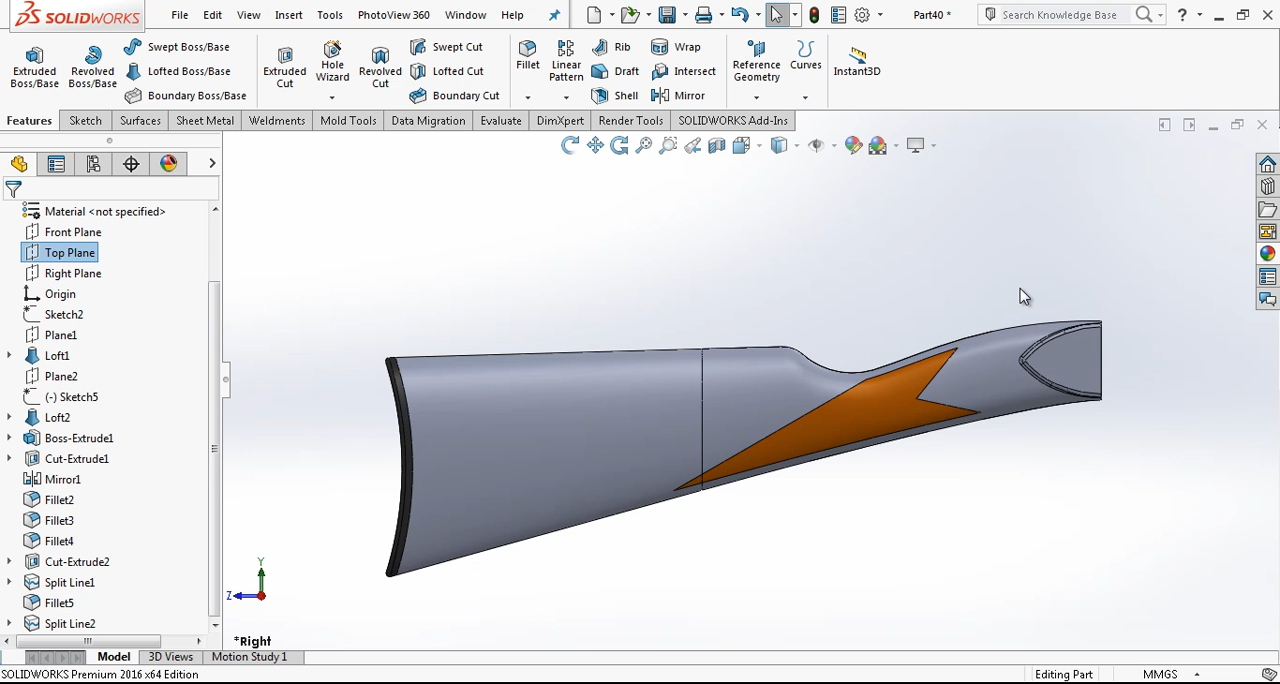 SOLIDWORKS File Edit View Insert Tools PhotoView 360 Window Help Part40 * Search Knowledge Base ?
Extruded Boss/Base
Revolved Boss/Base
Swept Boss/Base
Lofted Boss/Base
Boundary Boss/Base
Extruded Cut
Hole Wizard
Revolved Cut
Swept Cut
Lofted Cut
Boundary Cut
Fillet
Linear Pattern
Rib
Draft
Shell
Wrap
Intersect
Mirror
Reference Geometry
Curves
Instant3D
Features Sketch Surfaces Sheet Metal Weldments Mold Tools Data Migration Evaluate DimXpert Render Tools SOLIDWORKS Add-Ins
Material <not specified>
Front Plane
Top Plane
Right Plane
Origin
Sketch2
Plane1
Loft1
Plane2
(-) Sketch5
Loft2
Boss-Extrude1
Cut-Extrude1
Mirror1
Fillet2
Fillet3
Fillet4
Cut-Extrude2
Split Line1
Fillet5
Split Line2
Y
Z
*Right
Model 3D Views Motion Study 1
SOLIDWORKS Premium 2016 x64 Edition Editing Part MMGS